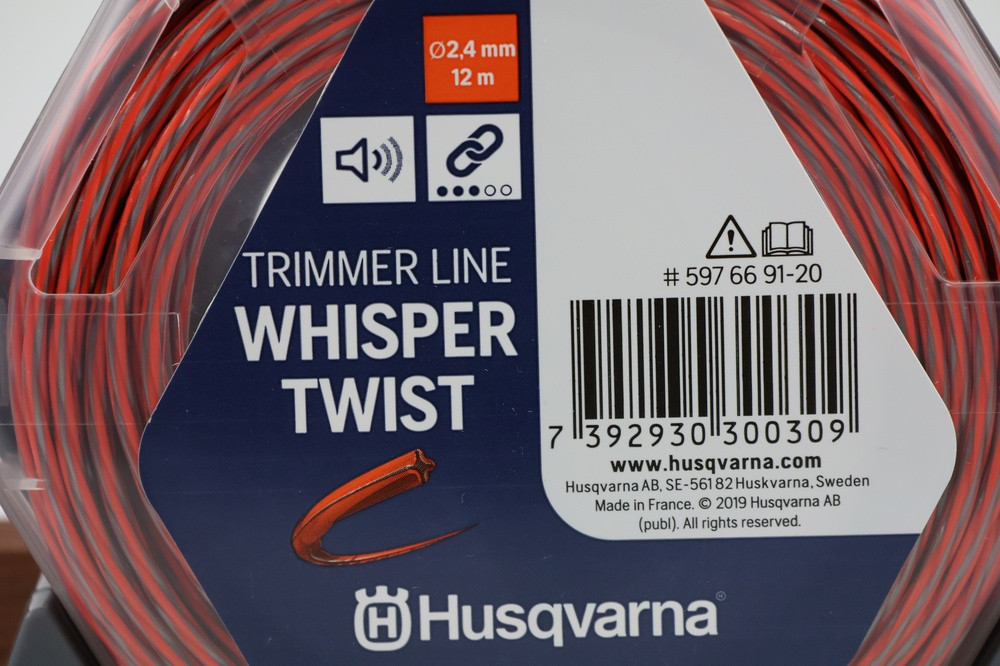 Ø2,4 mm
12 m
TRIMMER LINE
WHISPER
TWIST
Husqvarna®
# 597 66 91-20
7 392930 300309
www.husqvarna.com
Husqvarna AB, SE-561 82 Huskvarna, Sweden
Made in France. © 2019 Husqvarna AB
(publ). All rights reserved.